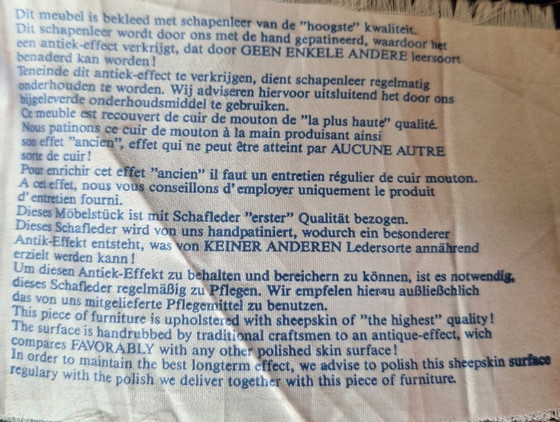 Dit meubel is bekleed met schapenleer van de "hoogste" kwaliteit.
Dit schapenleer wordt door ons met de hand gepatineerd, waardoor het
een antiek-effect verkrijgt, dat door GEEN ENKELE ANDERE leersoort
benaderd kan worden!
Teneinde dit antiek-effect te verkrijgen, dient schapenleer regelmatig
onderhouden te worden. Wij adviseren hiervoor uitsluitend het door ons
bijgeleverde onderhoudsmiddel te gebruiken.
Ce meuble est recouvert de cuir de mouton de "la plus haute" qualité.
Nous patinons ce cuir de mouton à la main produisant ainsi
son effet "ancien", effet qui ne peut être atteint par AUCUNE AUTRE
sorte de cuir!
Pour enrichir cet effet "ancien" il faut un entretien régulier de cuir mouton.
A cet effet, nous vous conseillons d'employer uniquement le produit
d'entretien fourni.
Dieses Möbelstück ist mit Schafleder "erster" Qualität bezogen.
Dieses Schafleder wird von uns handpatiniert, wodurch ein besonderer
Antik-Effekt entsteht, was von KEINER ANDEREN Ledersorte annährend
erzielt werden kann!
Um diesen Antiek-Effekt zu behalten und bereichern zu können, ist es notwendig,
dieses Schafleder regelmäßig zu Pflegen. Wir empfelen hierzu außließchlich
das von uns mitgelieferte Pflegemittel zu benutzen.
This piece of furniture is upholstered with sheepskin of "the highest" quality!
The surface is handrubbed by traditional craftsmen to an antique-effect, wich
compares FAVORABLY with any other polished skin surface!
In order to maintain the best longterm effect, we advise to polish this sheepskin surface
regulary with the polish we deliver together with this piece of furniture.